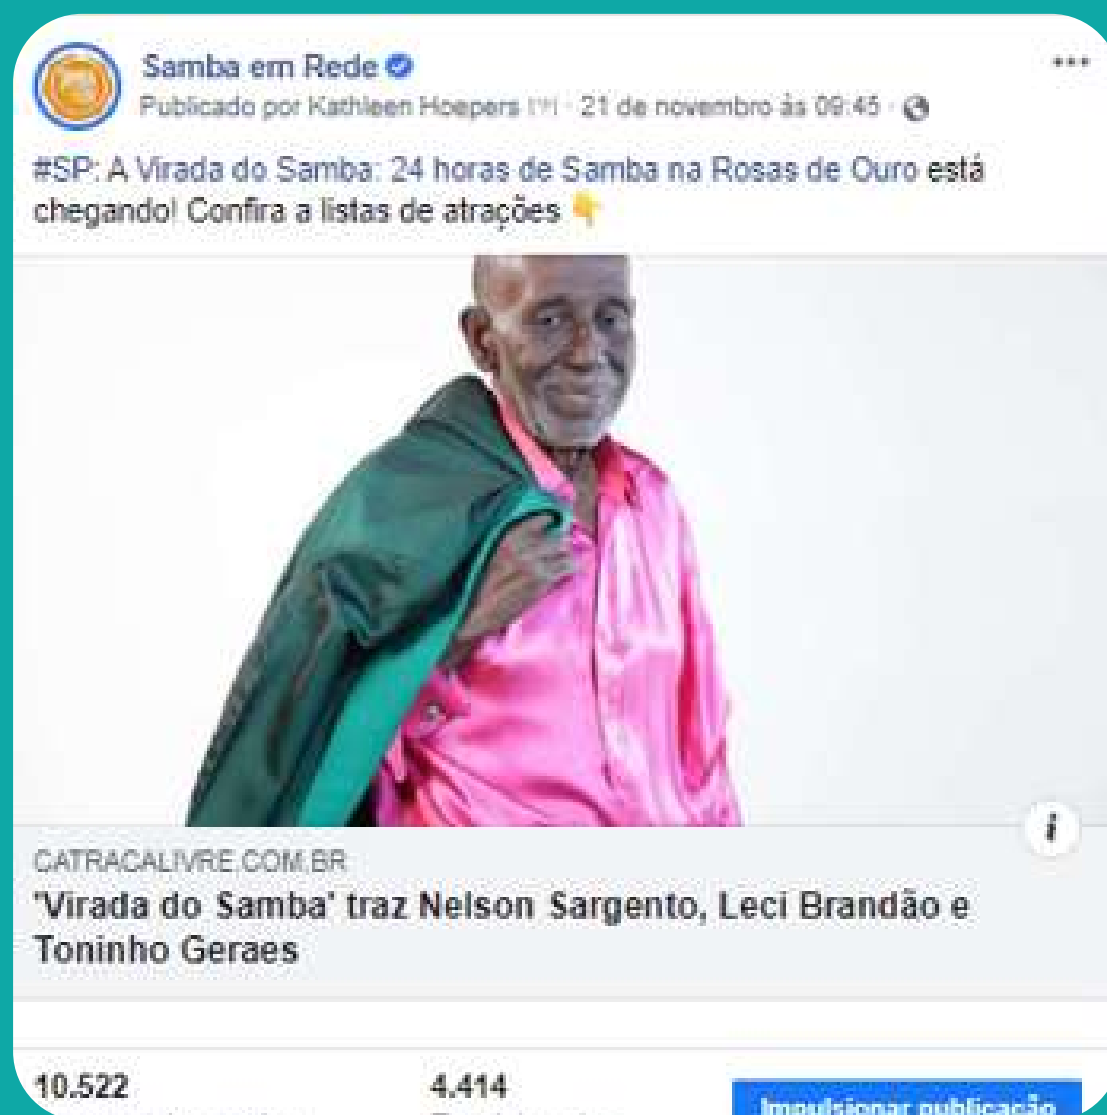 Samba em Rede
Publicado por Kathleen Hoepers [?] · 21 de novembro às 09:45 ·
#SP: A Virada do Samba: 24 horas de Samba na Rosas de Ouro está
chegando! Confira a listas de atrações
CATRACALIVRE.COM.BR
'Virada do Samba' traz Nelson Sargento, Leci Brandão e
Toninho Geraes
10.522 4.414
Impulsionar publicação